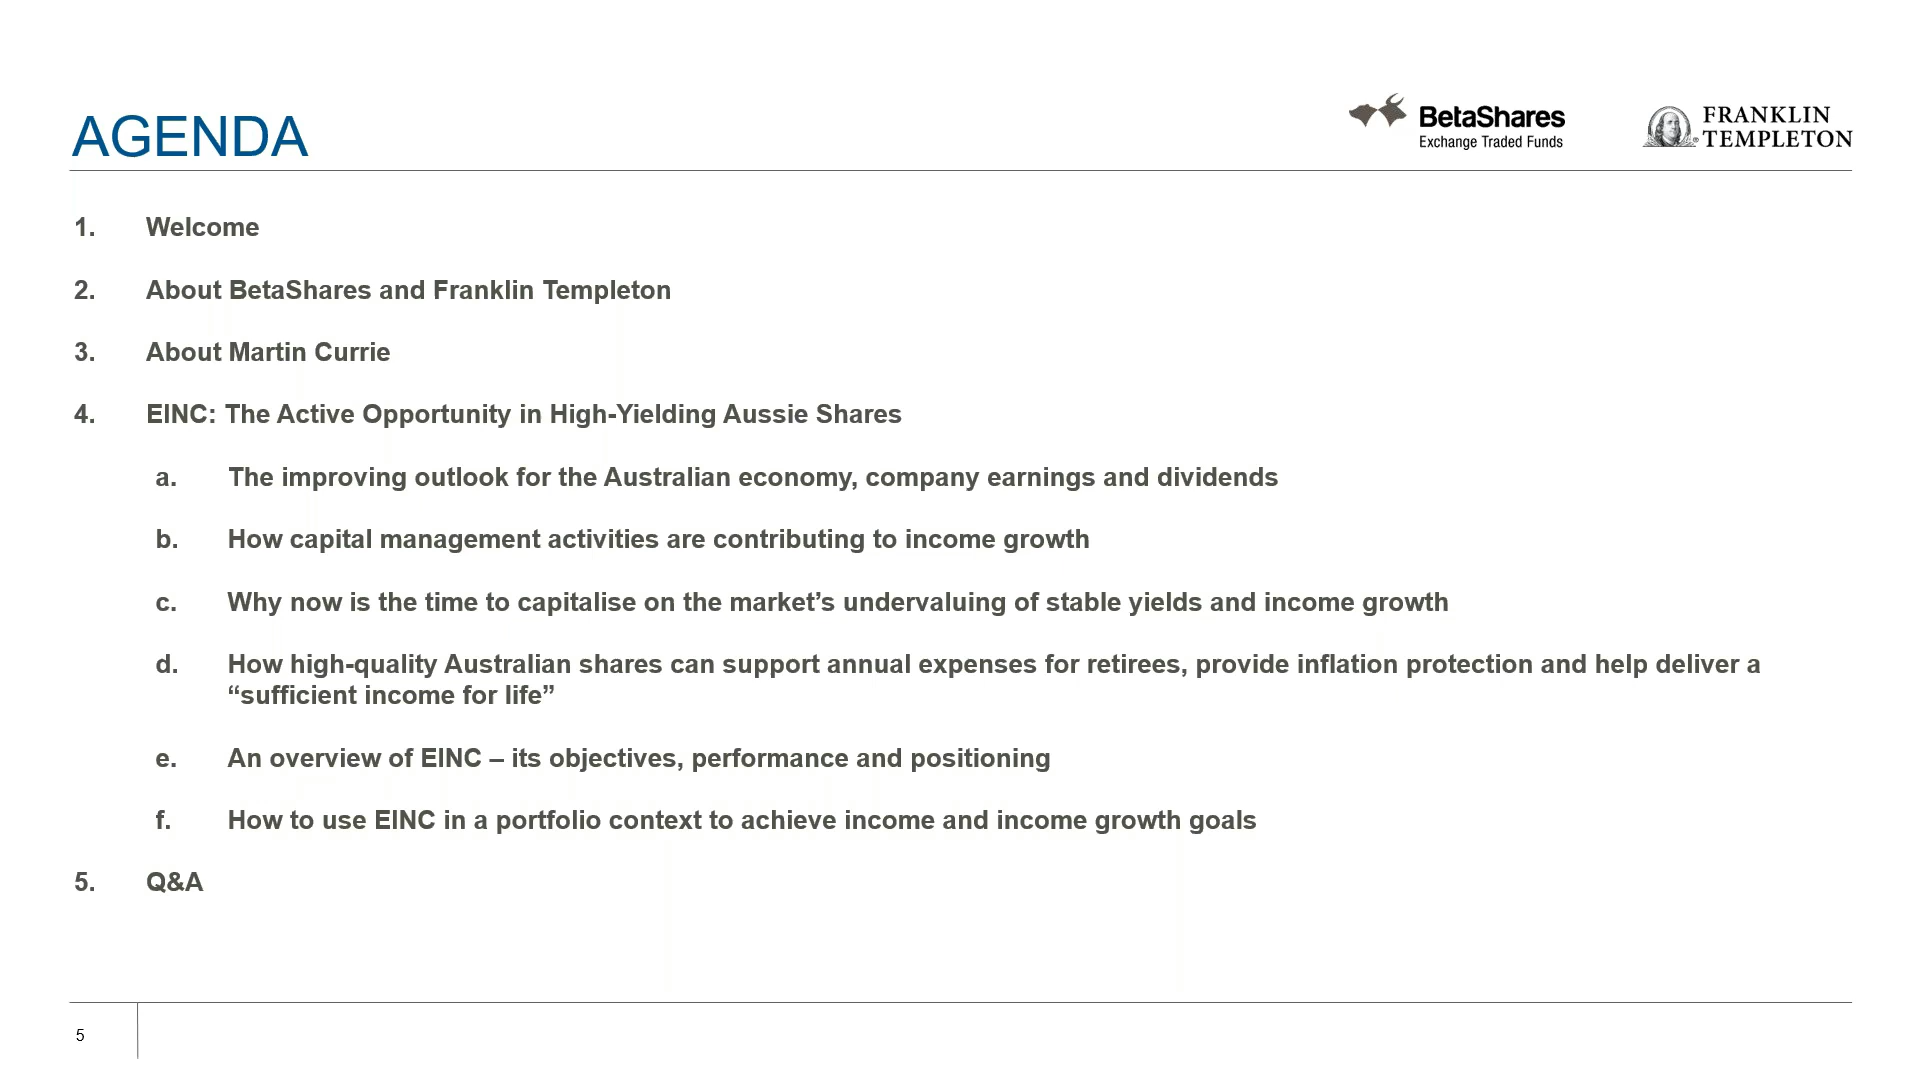 AGENDA
BetaShares
Exchange Traded Funds
FRANKLIN
TEMPLETON
1. Welcome
2. About BetaShares and Franklin Templeton
3. About Martin Currie
4. EINC: The Active Opportunity in High-Yielding Aussie Shares
a. The improving outlook for the Australian economy, company earnings and dividends
b. How capital management activities are contributing to income growth
c. Why now is the time to capitalise on the market’s undervaluing of stable yields and income growth
d. How high-quality Australian shares can support annual expenses for retirees, provide inflation protection and help deliver a
“sufficient income for life”
e. An overview of EINC – its objectives, performance and positioning
f. How to use EINC in a portfolio context to achieve income and income growth goals
5. Q&A
5